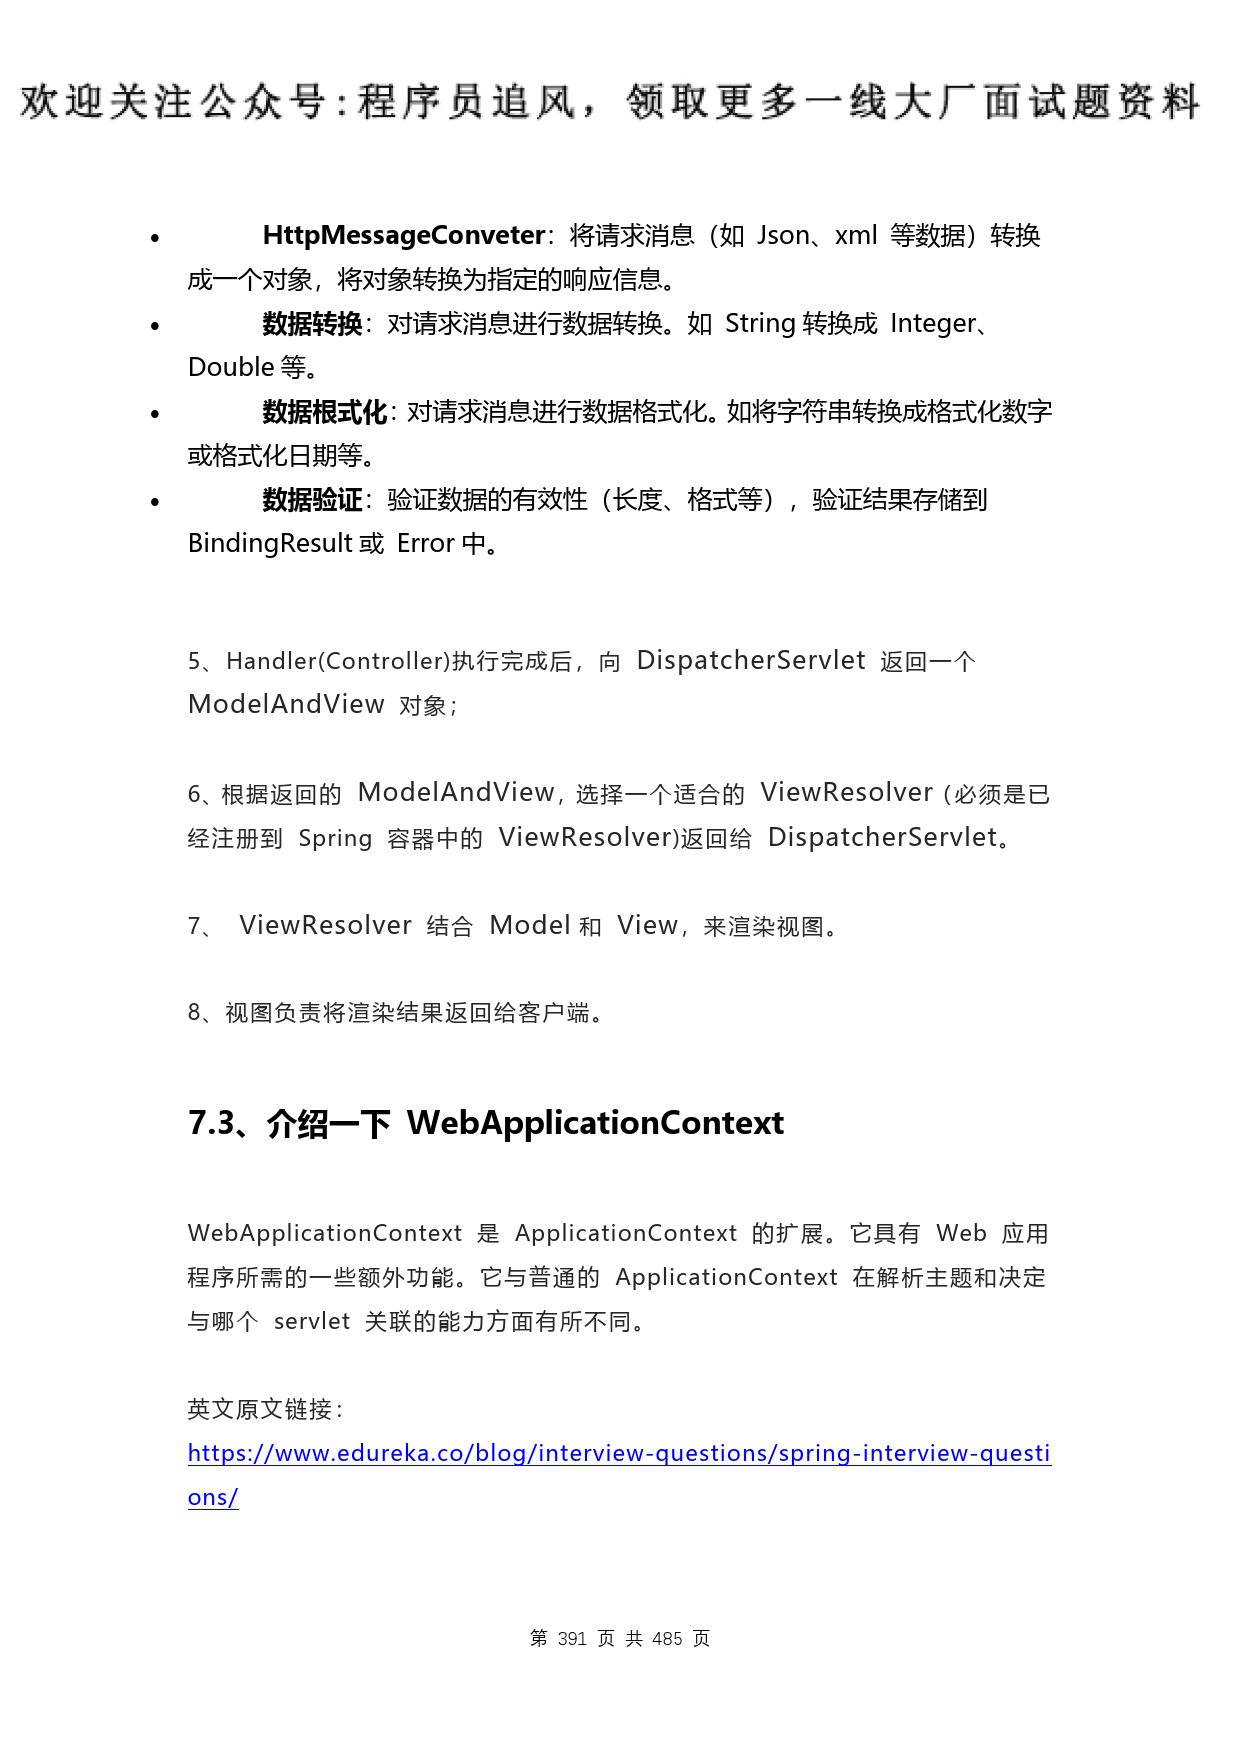 欢迎关注公众号:程序员追风，领取更多一线大厂面试题资料
• HttpMessageConveter：将请求消息（如 Json、xml 等数据）转换
成一个对象，将对象转换为指定的响应信息。
• 数据转换：对请求消息进行数据转换。如 String 转换成 Integer、
Double 等。
• 数据根式化：对请求消息进行数据格式化。如将字符串转换成格式化数字
或格式化日期等。
• 数据验证：验证数据的有效性（长度、格式等），验证结果存储到
BindingResult 或 Error 中。
5、Handler(Controller)执行完成后，向 DispatcherServlet 返回一个
ModelAndView 对象；
6、根据返回的 ModelAndView，选择一个适合的 ViewResolver（必须是已
经注册到 Spring 容器中的 ViewResolver)返回给 DispatcherServlet。
7、 ViewResolver 结合 Model 和 View，来渲染视图。
8、视图负责将渲染结果返回给客户端。
7.3、介绍一下 WebApplicationContext
WebApplicationContext 是 ApplicationContext 的扩展。它具有 Web 应用
程序所需的一些额外功能。它与普通的 ApplicationContext 在解析主题和决定
与哪个 servlet 关联的能力方面有所不同。
英文原文链接：
https://www.edureka.co/blog/interview-questions/spring-interview-questi
ons/
第 391 页 共 485 页